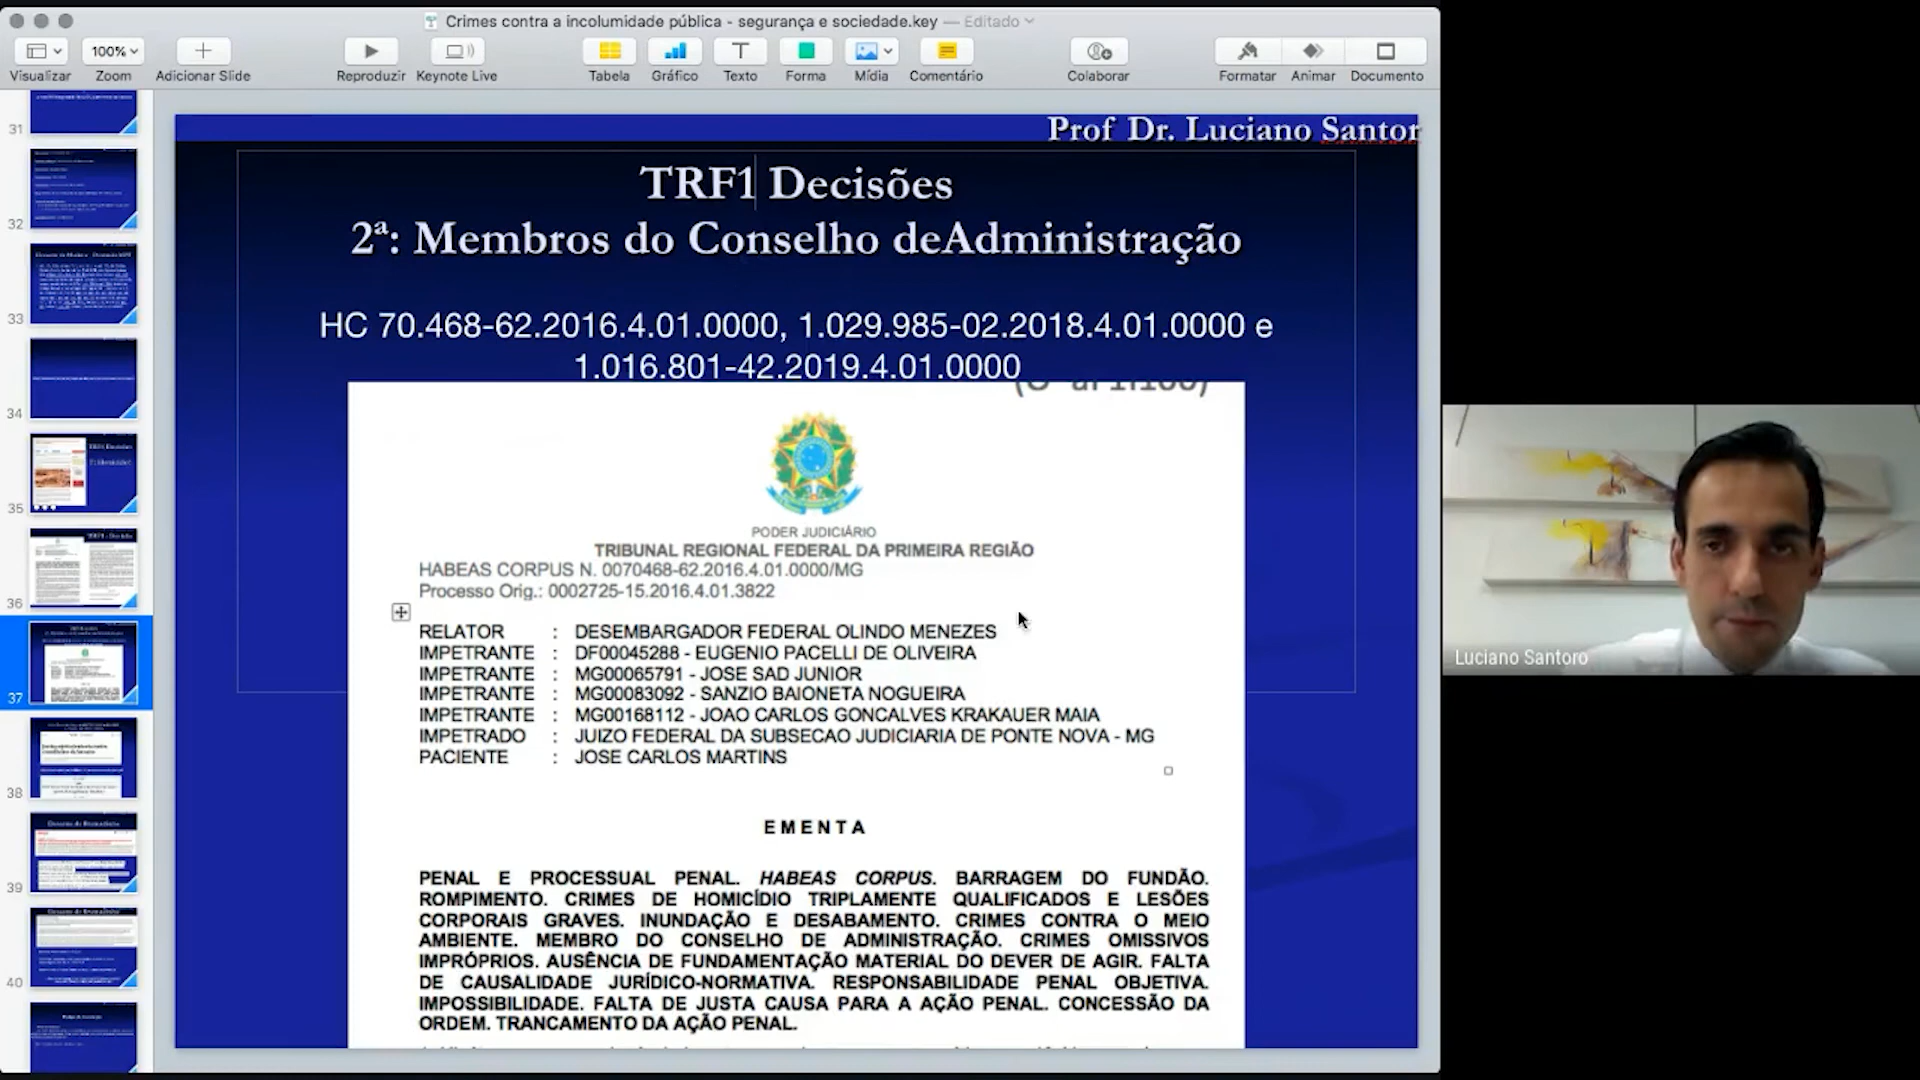 Crimes contra a incolumidade pública - segurança e sociedade.key — Editado
100%
Visualizar Zoom Adicionar Slide Reproduzir Keynote Live Tabela Gráfico Texto Forma Mídia Comentário Colaborar Formatar Animar Documento
31
32
33
34
35
36
37
38
39
40
Prof Dr. Luciano Santor
TRF1 Decisões
2ª: Membros do Conselho deAdministração
HC 70.468-62.2016.4.01.0000, 1.029.985-02.2018.4.01.0000 e
1.016.801-42.2019.4.01.0000
PODER JUDICIÁRIO
TRIBUNAL REGIONAL FEDERAL DA PRIMEIRA REGIÃO
HABEAS CORPUS N. 0070468-62.2016.4.01.0000/MG
Processo Orig.: 0002725-15.2016.4.01.3822
RELATOR : DESEMBARGADOR FEDERAL OLINDO MENEZES
IMPETRANTE : DF00045288 - EUGENIO PACELLI DE OLIVEIRA
IMPETRANTE : MG00065791 - JOSE SAD JUNIOR
IMPETRANTE : MG00083092 - SANZIO BAIONETA NOGUEIRA
IMPETRANTE : MG00168112 - JOAO CARLOS GONCALVES KRAKAUER MAIA
IMPETRADO : JUIZO FEDERAL DA SUBSECAO JUDICIARIA DE PONTE NOVA - MG
PACIENTE : JOSE CARLOS MARTINS
E M E N T A
PENAL E PROCESSUAL PENAL. HABEAS CORPUS. BARRAGEM DO FUNDÃO.
ROMPIMENTO. CRIMES DE HOMICÍDIO TRIPLAMENTE QUALIFICADOS E LESÕES
CORPORAIS GRAVES. INUNDAÇÃO E DESABAMENTO. CRIMES CONTRA O MEIO
AMBIENTE. MEMBRO DO CONSELHO DE ADMINISTRAÇÃO. CRIMES OMISSIVOS
IMPRÓPRIOS. AUSÊNCIA DE FUNDAMENTAÇÃO MATERIAL DO DEVER DE AGIR. FALTA
DE CAUSALIDADE JURÍDICO-NORMATIVA. RESPONSABILIDADE PENAL OBJETIVA.
IMPOSSIBILIDADE. FALTA DE JUSTA CAUSA PARA A AÇÃO PENAL. CONCESSÃO DA
ORDEM. TRANCAMENTO DA AÇÃO PENAL.
Luciano Santoro